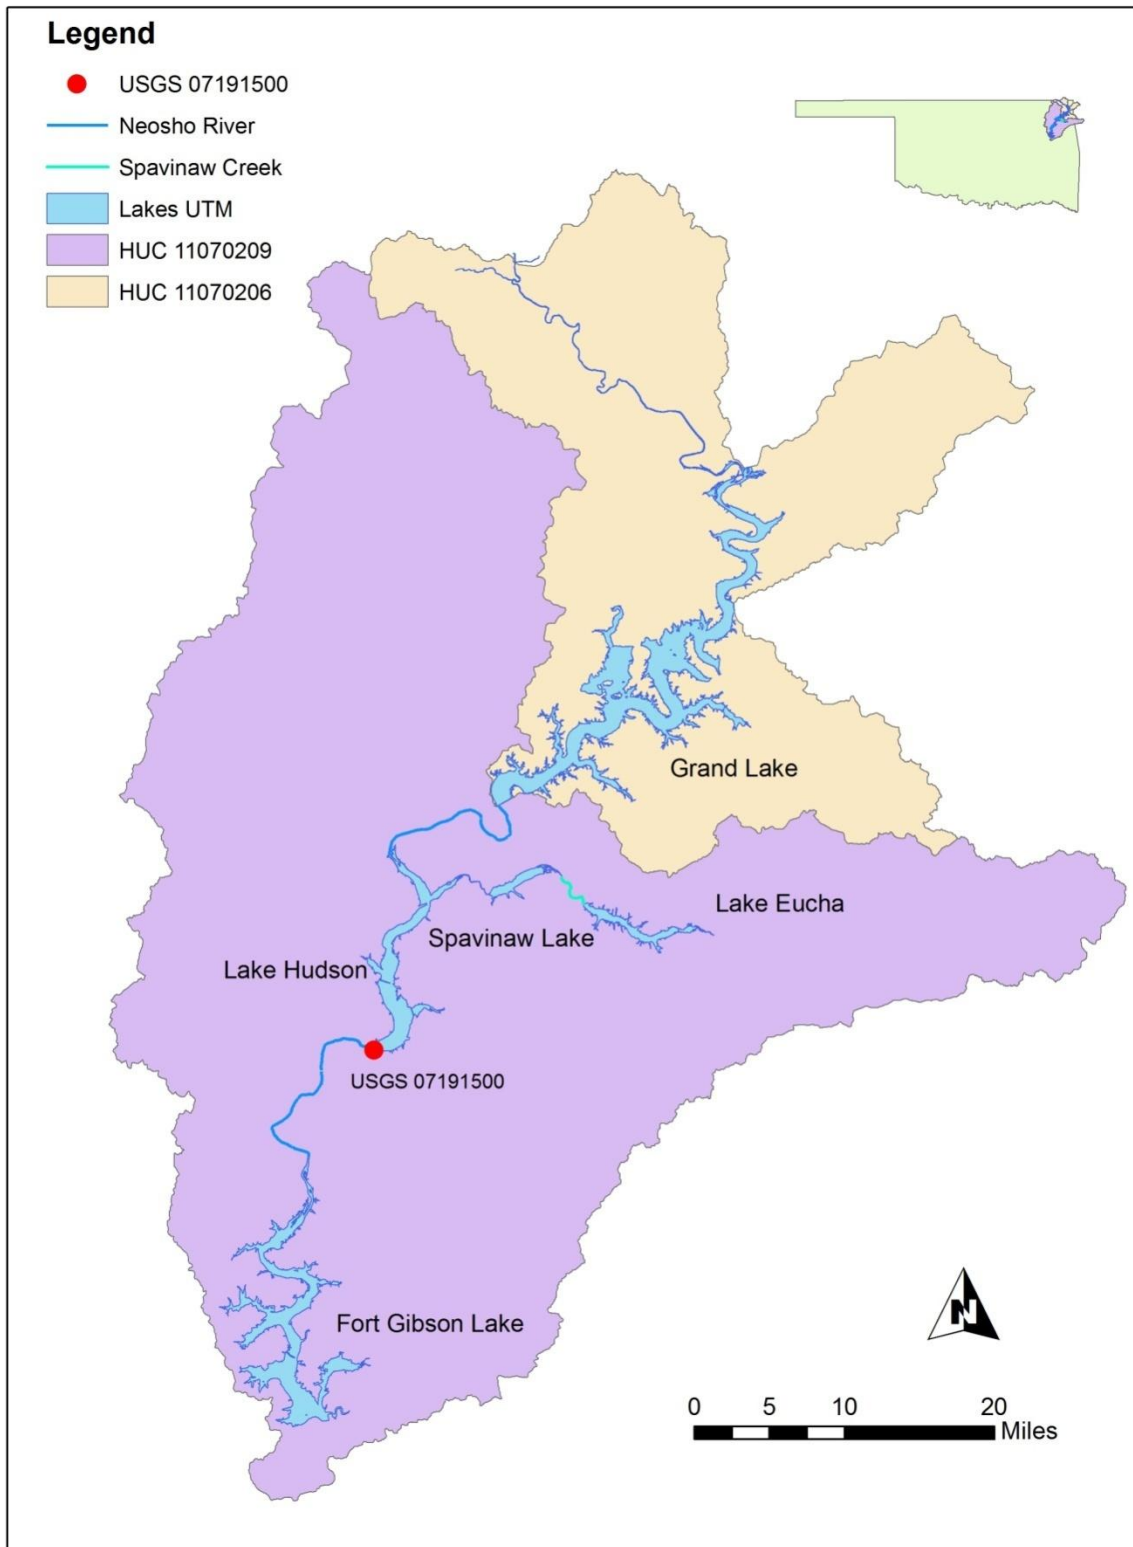 Legend
USGS 07191500
Neosho River
Spavinaw Creek
Lakes UTM
HUC 11070209
HUC 11070206
Grand Lake
Lake Eucha
Spavinaw Lake
Lake Hudson
USGS 07191500
Fort Gibson Lake
N
0 5 10 20
Miles